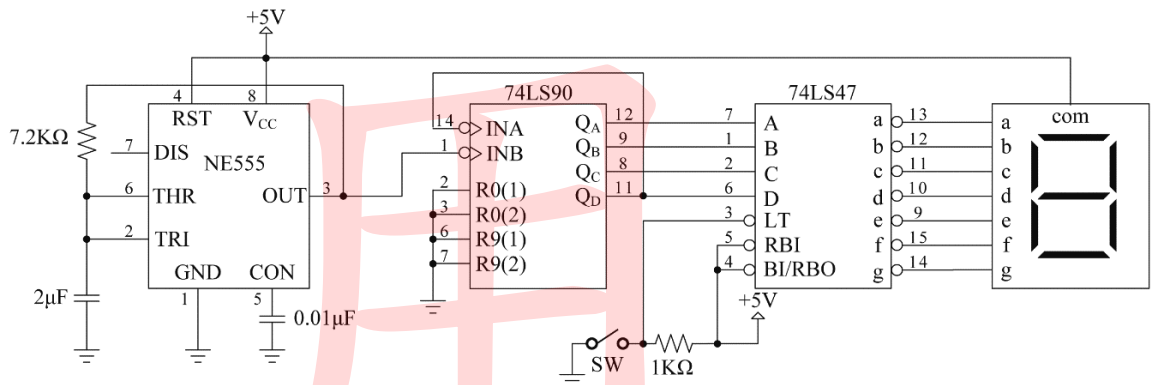 +5V
4 8
RST VCC
7.2KΩ
7 DIS
NE555
6 THR
OUT 3
2 TRI
GND CON
1 5
2μF
0.01μF
74LS90
14 INA
1 INB
2 R0(1)
3 R0(2)
6 R9(1)
7 R9(2)
QA 12
QB 9
QC 8
QD 11
74LS47
7 A
1 B
2 C
6 D
3 LT
5 RBI
4 BI/RBO
a 13
b 12
c 11
d 10
e 9
f 15
g 14
com
a
b
c
d
e
f
g
+5V
SW
1KΩ